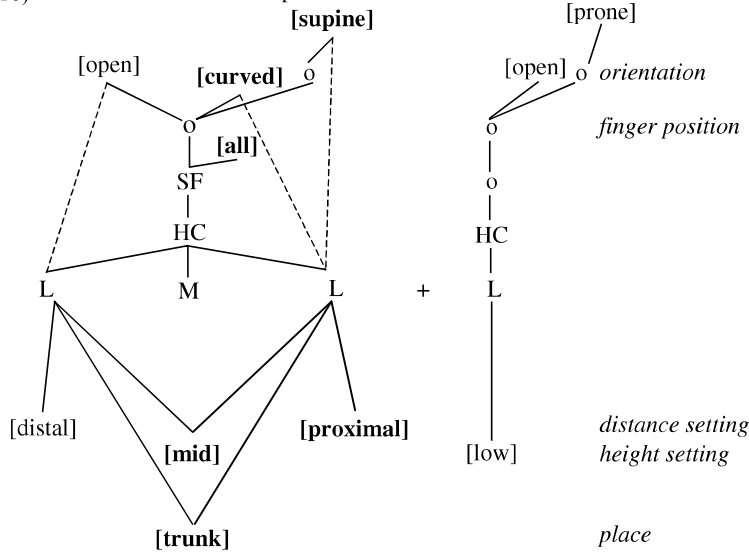 [supine]
[prone]
[open]
[curved]
o
[open]
o
orientation
o
o
finger position
[all]
SF
o
HC
HC
L
M
L
+
L
[distal]
[mid]
[proximal]
[low]
distance setting
height setting
[trunk]
place